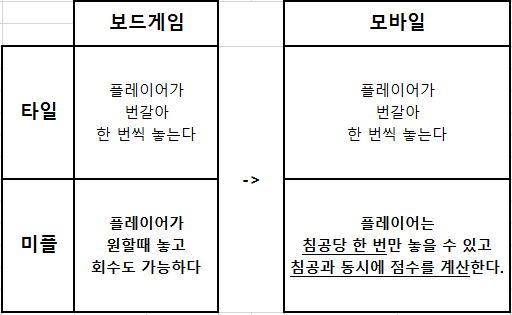 보드게임
모바일
타일
플레이어가
번갈아
한 번씩 놓는다
플레이어가
번갈아
한 번씩 놓는다
->
미플
플레이어가
원할때 놓고
회수도 가능하다
플레이어는
침공당 한 번만 놓을 수 있고
침공과 동시에 점수를 계산한다.